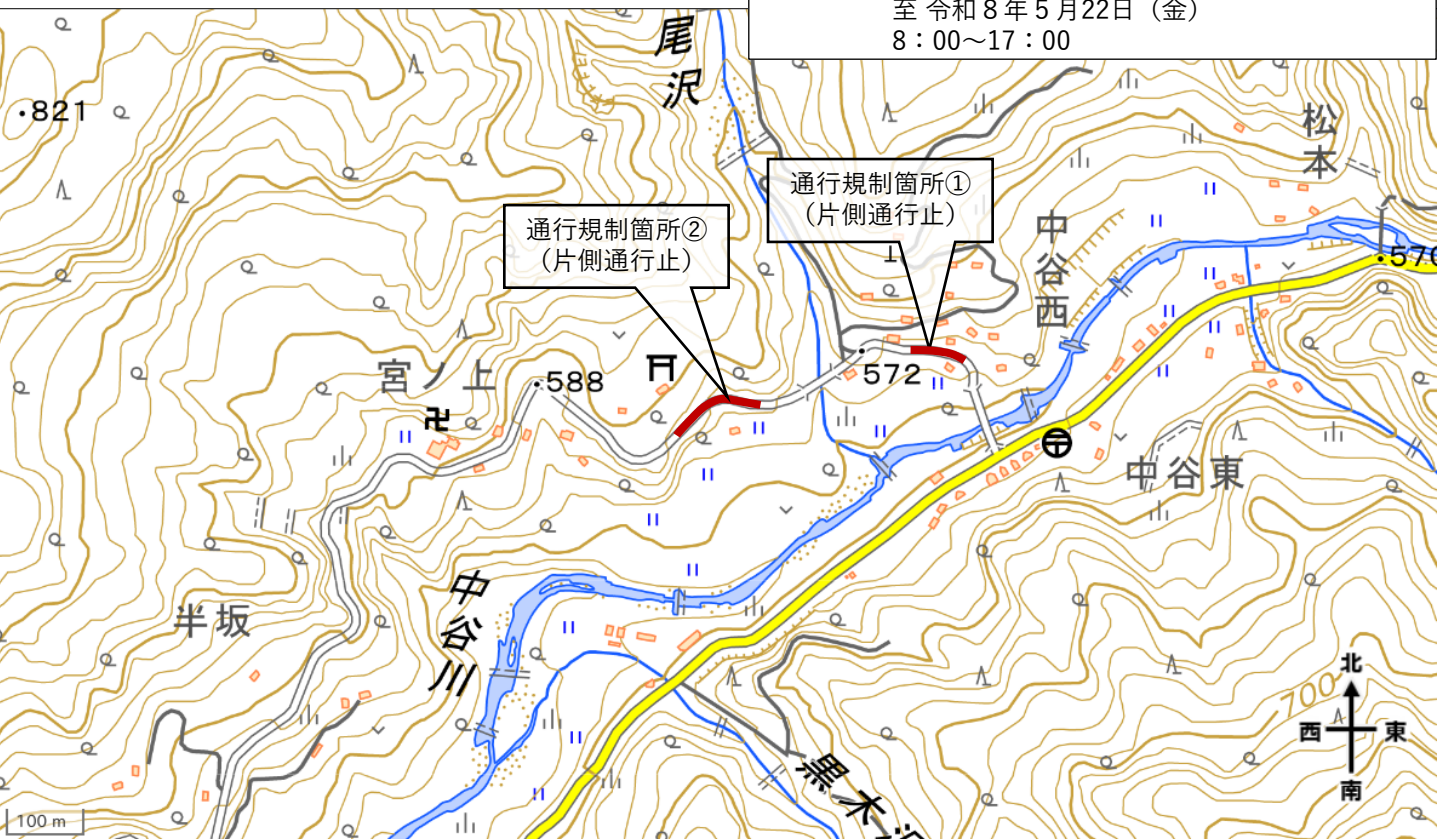 至 令和８年５月22日（金）
8：00～17：00
尾沢
・821
松本
通行規制箇所①
（片側通行止）
通行規制箇所②
（片側通行止）
中谷西
・570
宮ノ上
・588
572
中谷東
中谷川
半坂
700
北
西 東
南
黒木沢
100 m